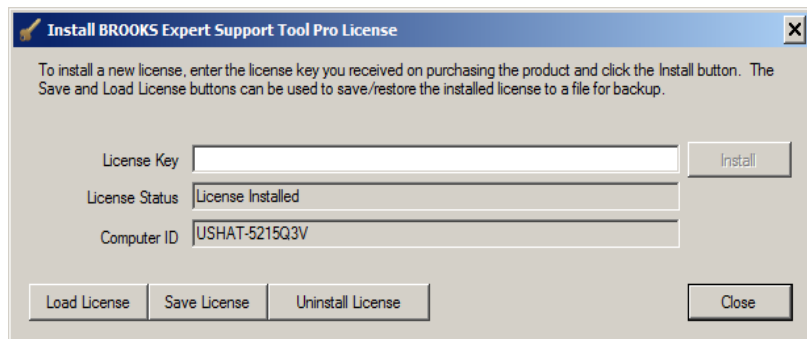 Install BROOKS Expert Support Tool Pro License
To install a new license, enter the license key you received on purchasing the product and click the Install button. The
Save and Load License buttons can be used to save/restore the installed license to a file for backup.
License Key
Install
License Status License Installed
Computer ID USHAT-5215Q3V
Load License Save License Uninstall License Close